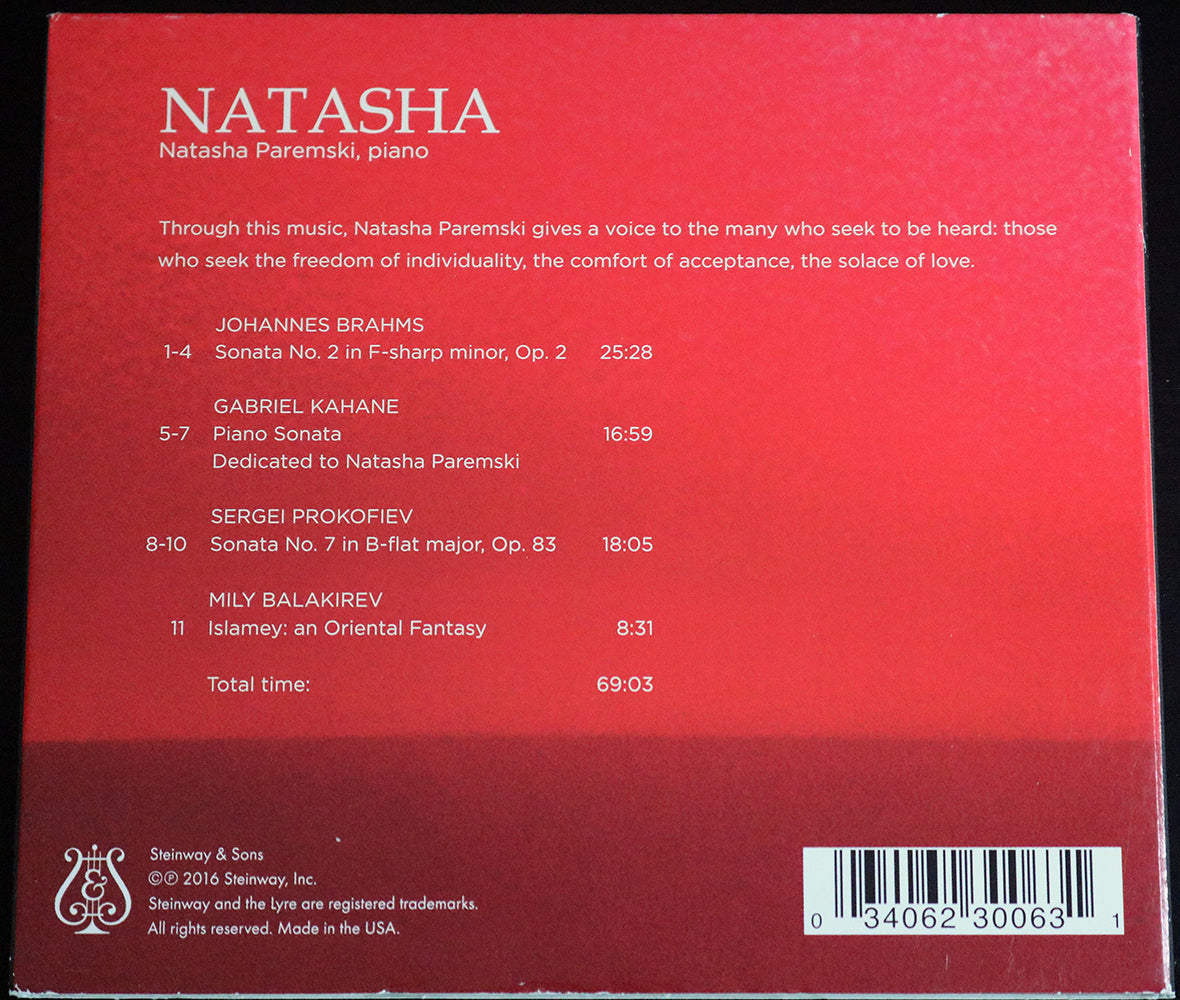 NATASHA
Natasha Paremski, piano
Through this music, Natasha Paremski gives a voice to the many who seek to be heard: those
who seek the freedom of individuality, the comfort of acceptance, the solace of love.
JOHANNES BRAHMS
1-4 Sonata No. 2 in F-sharp minor, Op. 2 25:28
GABRIEL KAHANE
5-7 Piano Sonata 16:59
Dedicated to Natasha Paremski
SERGEI PROKOFIEV
8-10 Sonata No. 7 in B-flat major, Op. 83 18:05
MILY BALAKIREV
11 Islamey: an Oriental Fantasy 8:31
Total time: 69:03
&
Steinway & Sons
©℗ 2016 Steinway, Inc.
Steinway and the Lyre are registered trademarks.
All rights reserved. Made in the USA.
0 34062 30063 1